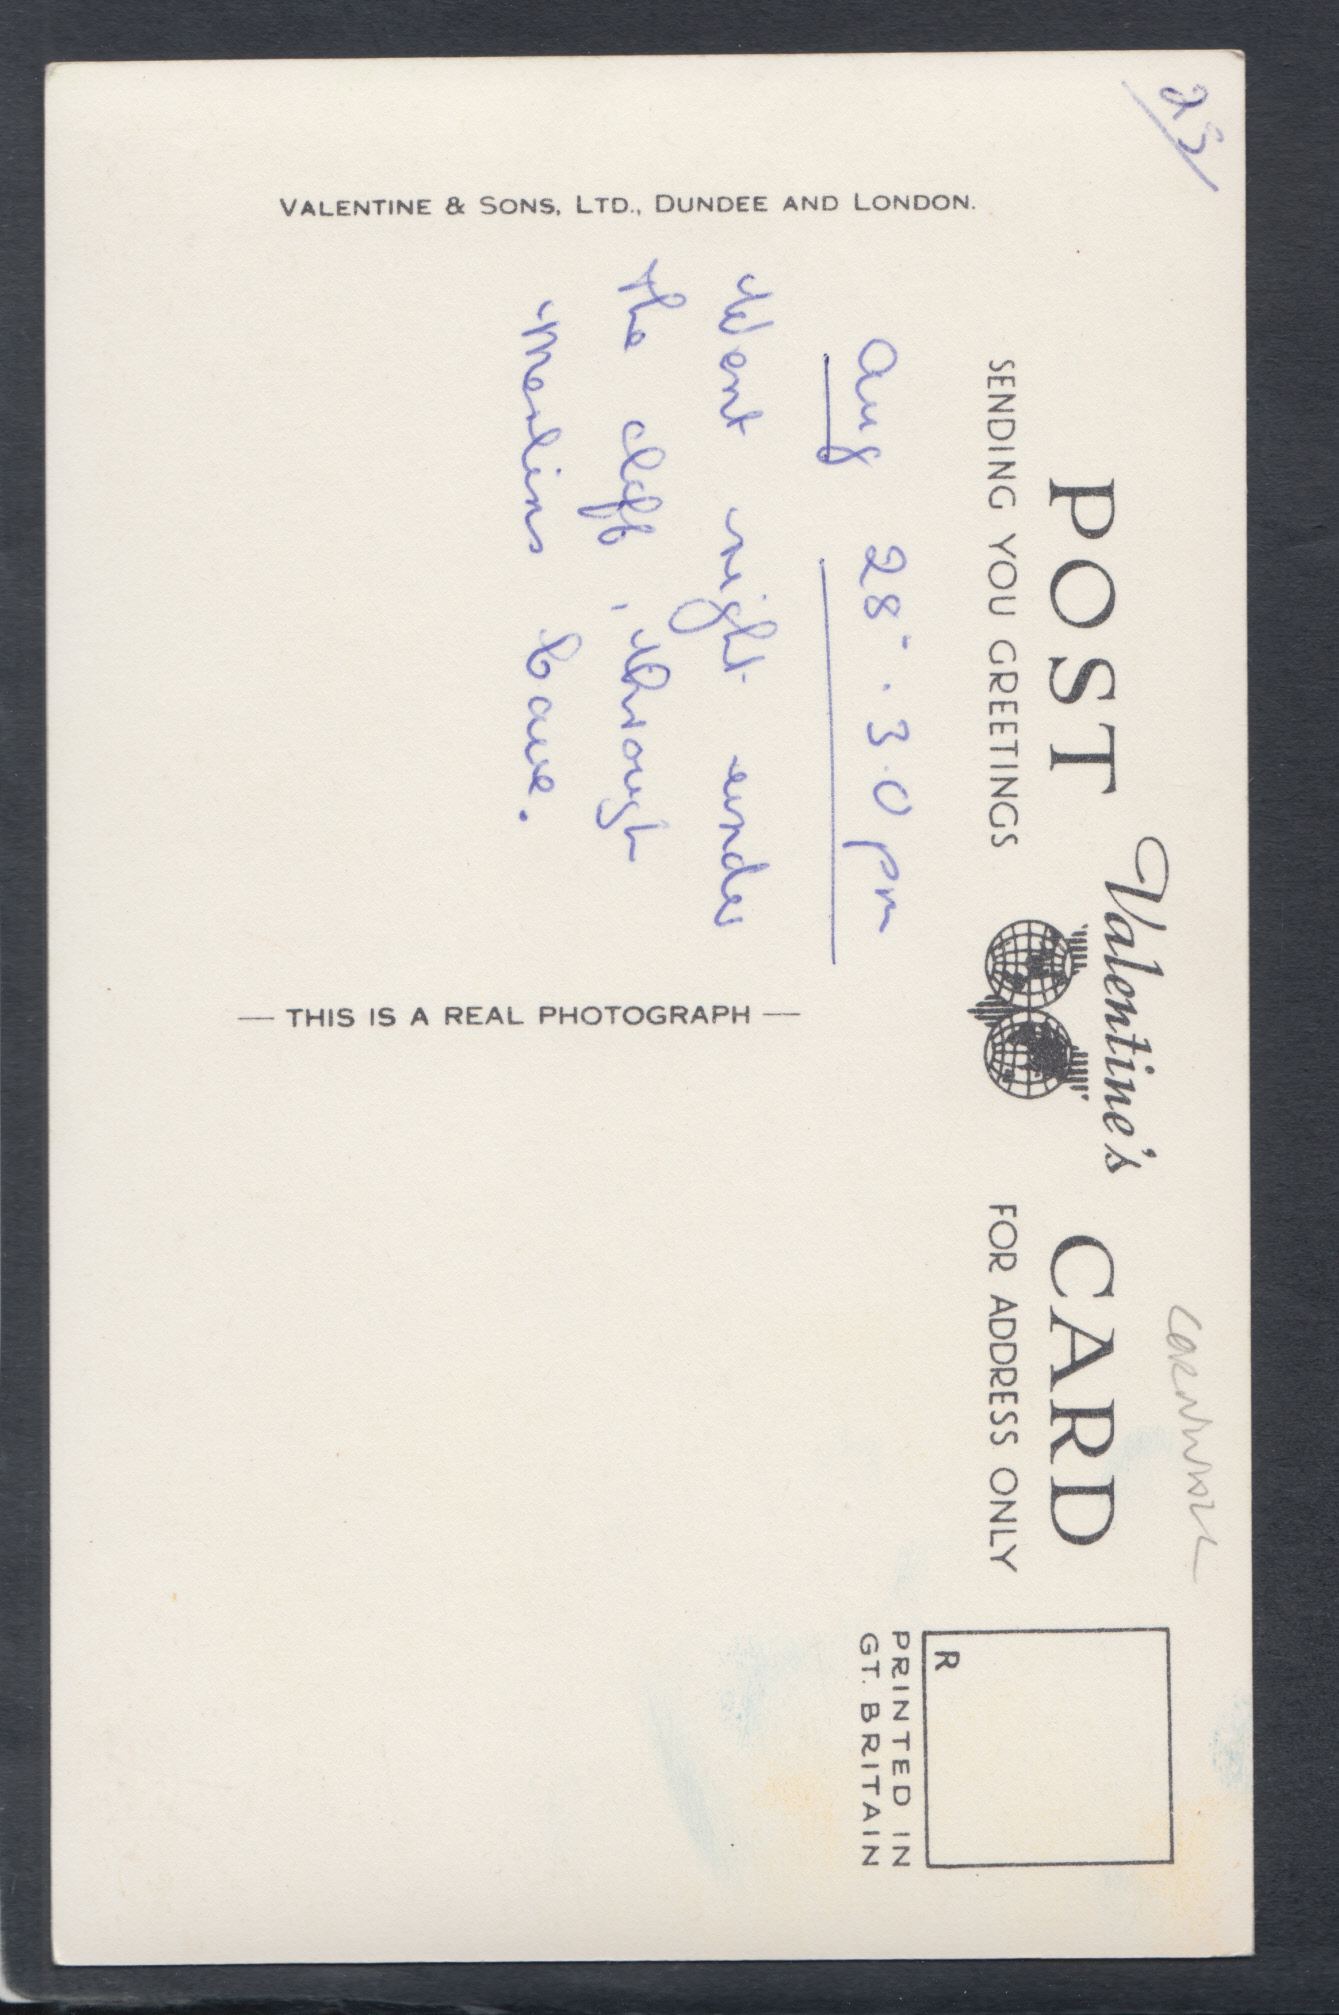 25/
Valentine's
CORNWALL
POST CARD
SENDING YOU GREETINGS
FOR ADDRESS ONLY
R
PRINTED IN
GT. BRITAIN
Aug 28-.3.0 pm
Went right under
the cliff, through
Merlins Cave.
VALENTINE & SONS, LTD., DUNDEE AND LONDON.
— THIS IS A REAL PHOTOGRAPH —